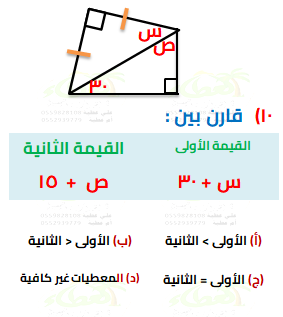 س
ص
٣٠
١٠) قارن بين :
القيمة الأولى القيمة الثانية
س + ٣٠ ص + ١٥
(أ) الأولى > الثانية (ب) الأولى < الثانية
(ج) الأولى = الثانية (د) المعطيات غير كافية